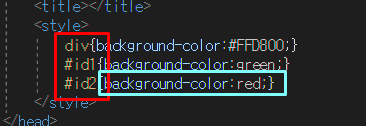 <title></title>
<style>
div{background-color:#FFD800;}
#id1{background-color:green;}
#id2{background-color:red;}
</style>
</head>